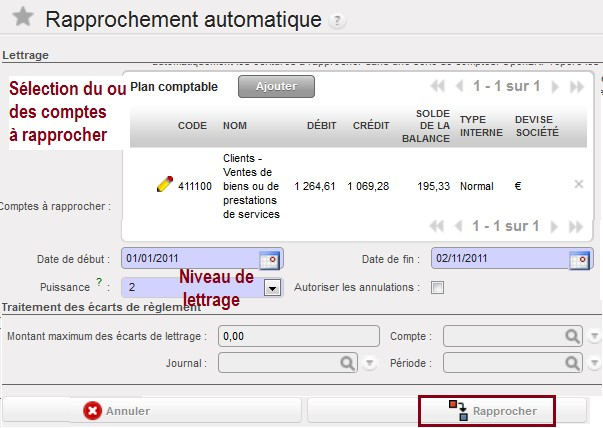 Rapprochement automatique ?
Lettrage
Sélection du ou
des comptes
à rapprocher
Plan comptable Ajouter 1 - 1 sur 1
CODE NOM DÉBIT CRÉDIT SOLDE DE LA BALANCE TYPE INTERNE DEVISE SOCIÉTÉ
411100 Clients - Ventes de biens ou de prestations de services 1 264,61 1 069,28 195,33 Normal €
Comptes à rapprocher :
1 - 1 sur 1
Date de début : 01/01/2011 Date de fin : 02/11/2011
Puissance ? : 2 Autoriser les annulations :
Niveau de
lettrage
Traitement des écarts de règlement
Montant maximum des écarts de lettrage : 0,00 Compte :
Journal : Période :
Annuler Rapprocher